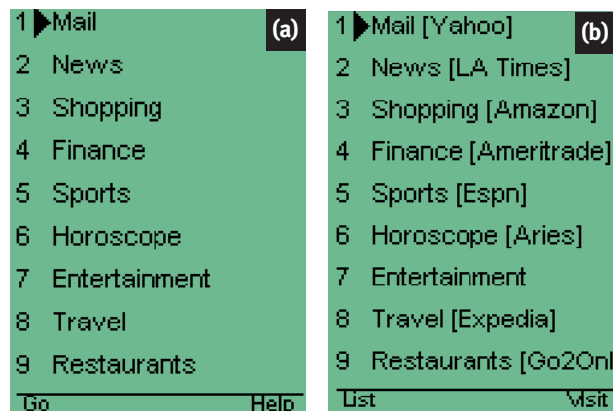 (a)
1 Mail
2 News
3 Shopping
4 Finance
5 Sports
6 Horoscope
7 Entertainment
8 Travel
9 Restaurants
Go Help
(b)
1 Mail [Yahoo]
2 News [LA Times]
3 Shopping [Amazon]
4 Finance [Ameritrade]
5 Sports [Espn]
6 Horoscope [Aries]
7 Entertainment
8 Travel [Expedia]
9 Restaurants [Go2Onl
List Visit